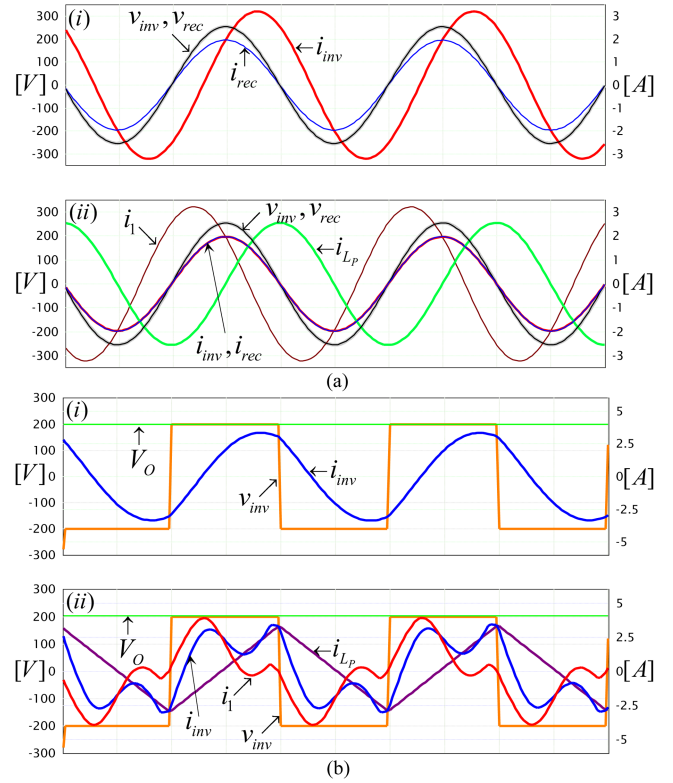 (i)
300
200
100
0
-100
-200
-300
[V]
v_inv, v_rec
i_rec
i_inv
3
2
1
0
-1
-2
-3
[A]
(ii)
300
200
100
0
-100
-200
-300
[V]
i_1
v_inv, v_rec
i_LP
i_inv, i_rec
3
2
1
0
-1
-2
-3
[A]
(a)
(i)
300
200
100
0
-100
-200
-300
[V]
V_O
v_inv
i_inv
5
2.5
0
-2.5
-5
[A]
(ii)
300
200
100
0
-100
-200
-300
[V]
V_O
i_inv
i_1
v_inv
i_LP
5
2.5
0
-2.5
-5
[A]
(b)